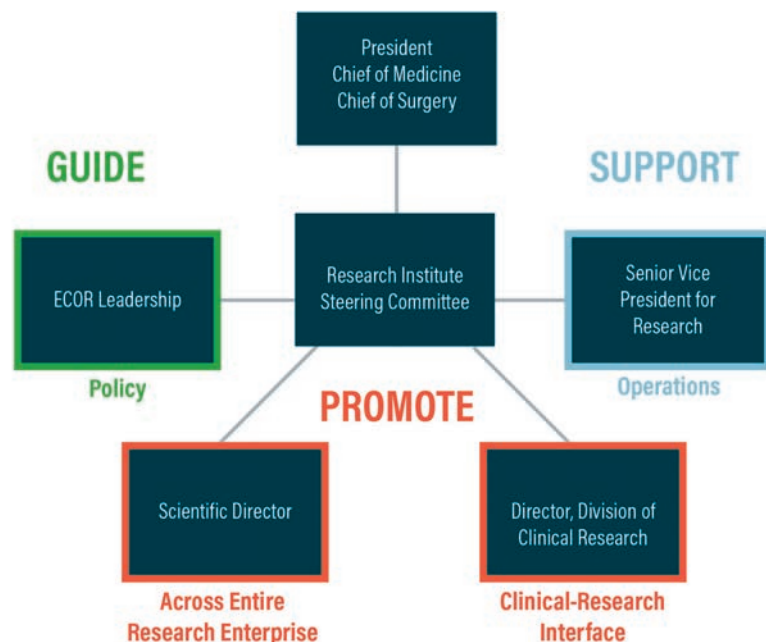 President
Chief of Medicine
Chief of Surgery
GUIDE
SUPPORT
ECOR Leadership
Research Institute
Steering Committee
Senior Vice
President for
Research
Policy
Operations
PROMOTE
Scientific Director
Director, Division of
Clinical Research
Across Entire
Research Enterprise
Clinical-Research
Interface